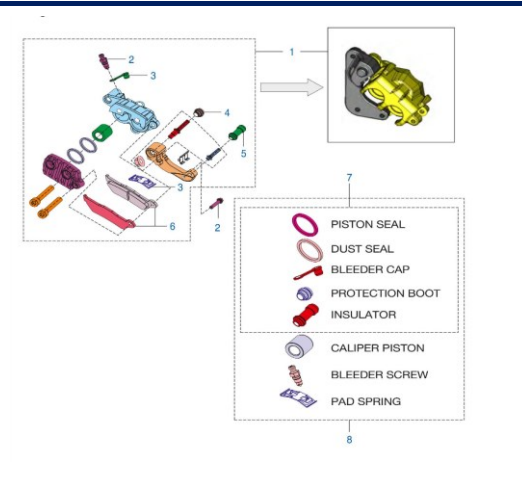 1
2
3
4
5
3
6
2
7
PISTON SEAL
DUST SEAL
BLEEDER CAP
PROTECTION BOOT
INSULATOR
CALIPER PISTON
BLEEDER SCREW
PAD SPRING
8